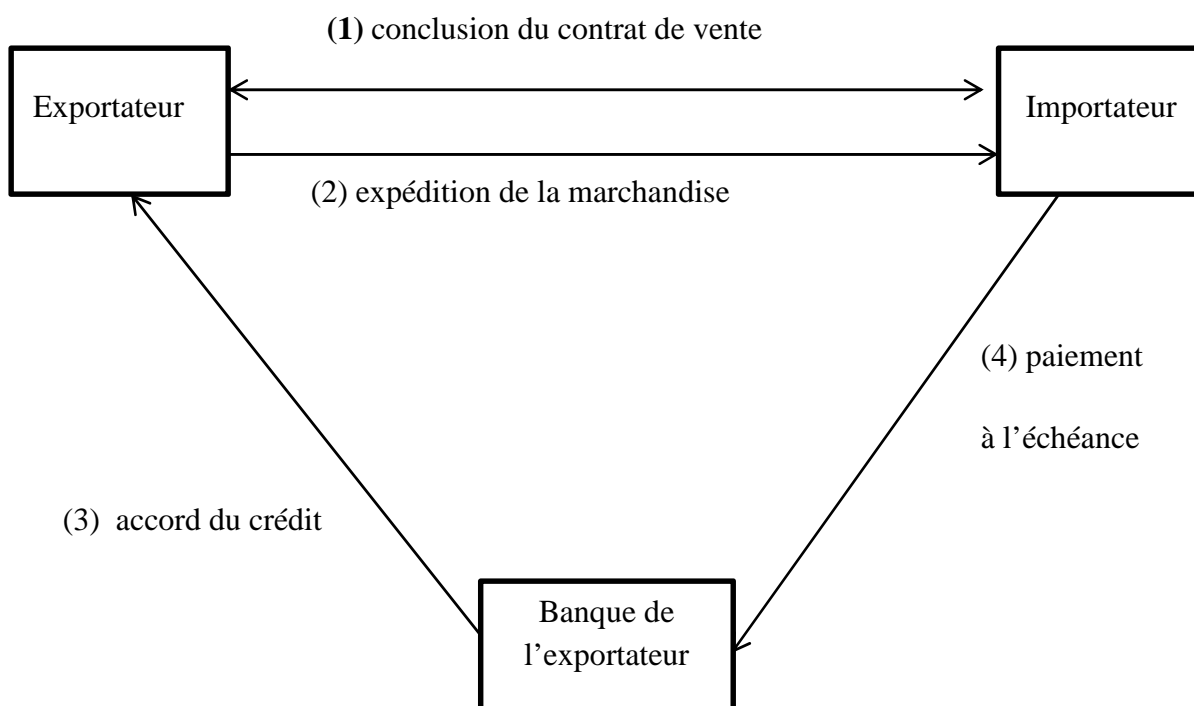 (1) conclusion du contrat de vente
Exportateur
Importateur
(2) expédition de la marchandise
(4) paiement
à l’échéance
(3) accord du crédit
Banque de
l’exportateur